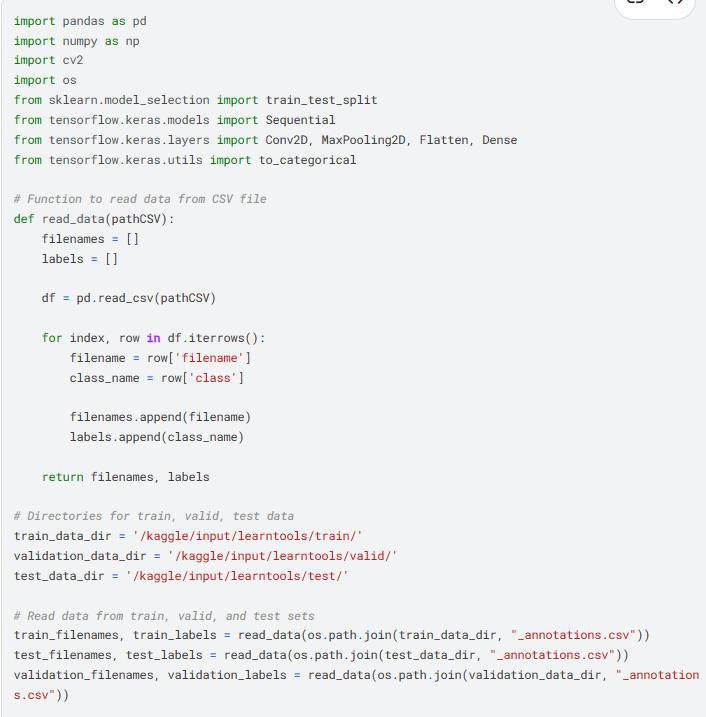 import pandas as pd
import numpy as np
import cv2
import os
from sklearn.model_selection import train_test_split
from tensorflow.keras.models import Sequential
from tensorflow.keras.layers import Conv2D, MaxPooling2D, Flatten, Dense
from tensorflow.keras.utils import to_categorical

# Function to read data from CSV file
def read_data(pathCSV):
    filenames = []
    labels = []

    df = pd.read_csv(pathCSV)

    for index, row in df.iterrows():
        filename = row['filename']
        class_name = row['class']

        filenames.append(filename)
        labels.append(class_name)

    return filenames, labels

# Directories for train, valid, test data
train_data_dir = '/kaggle/input/learntools/train/'
validation_data_dir = '/kaggle/input/learntools/valid/'
test_data_dir = '/kaggle/input/learntools/test/'

# Read data from train, valid, and test sets
train_filenames, train_labels = read_data(os.path.join(train_data_dir, "_annotations.csv"))
test_filenames, test_labels = read_data(os.path.join(test_data_dir, "_annotations.csv"))
validation_filenames, validation_labels = read_data(os.path.join(validation_data_dir, "_annotation
s.csv"))